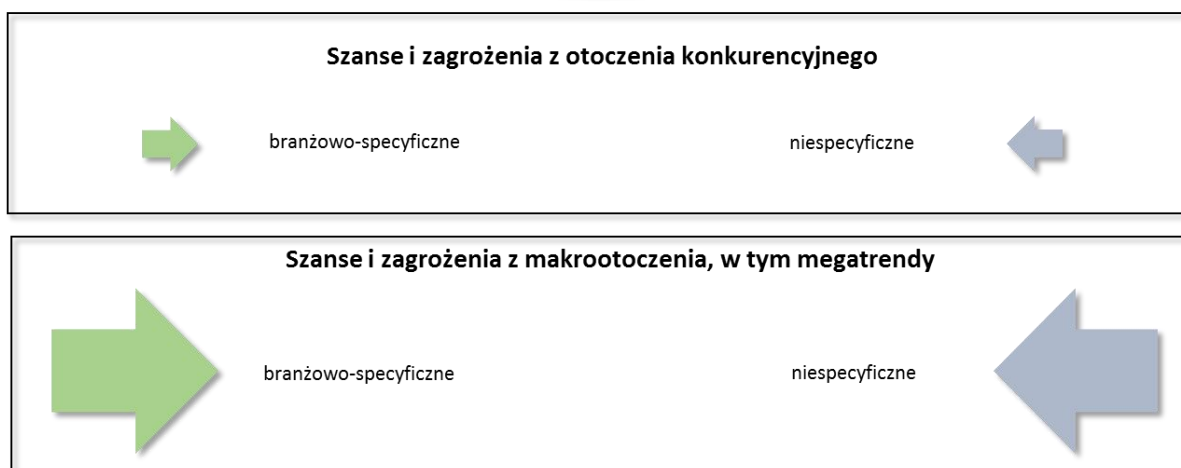 Szanse i zagrożenia z otoczenia konkurencyjnego
branżowo-specyficzne
niespecyficzne
Szanse i zagrożenia z makrootoczenia, w tym megatrendy
branżowo-specyficzne
niespecyficzne